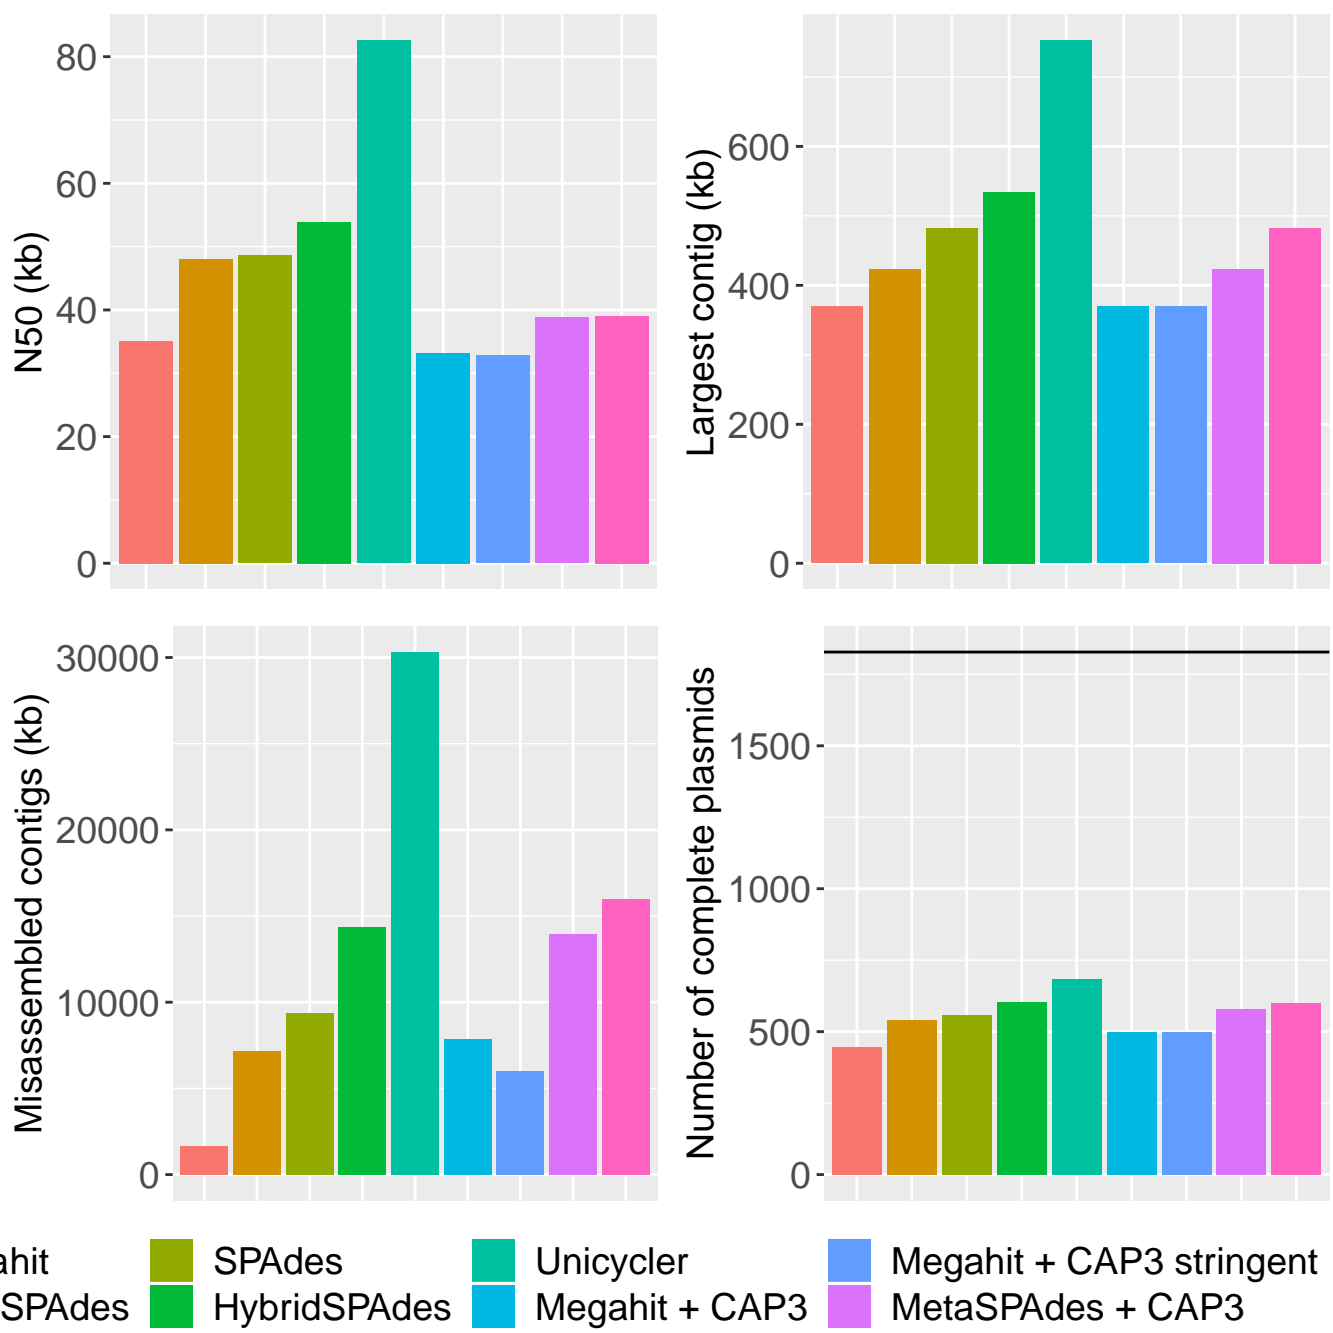 N50 (kb)
80
60
40
20
0
Largest contig (kb)
600
400
200
0
Misassembled contigs (kb)
30000
20000
10000
0
Number of complete plasmids
1500
1000
500
0
ahit SPAdes Unicycler Megahit + CAP3 stringent
SPAdes HybridSPAdes Megahit + CAP3 MetaSPAdes + CAP3